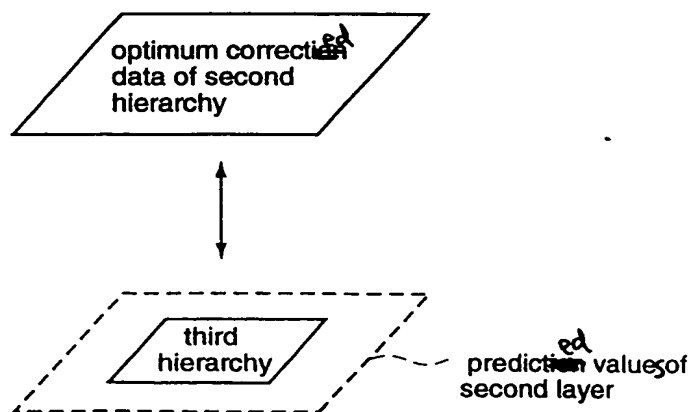 optimum corrected
data of second
hierarchy
third
hierarchy
predicted values of
second layer